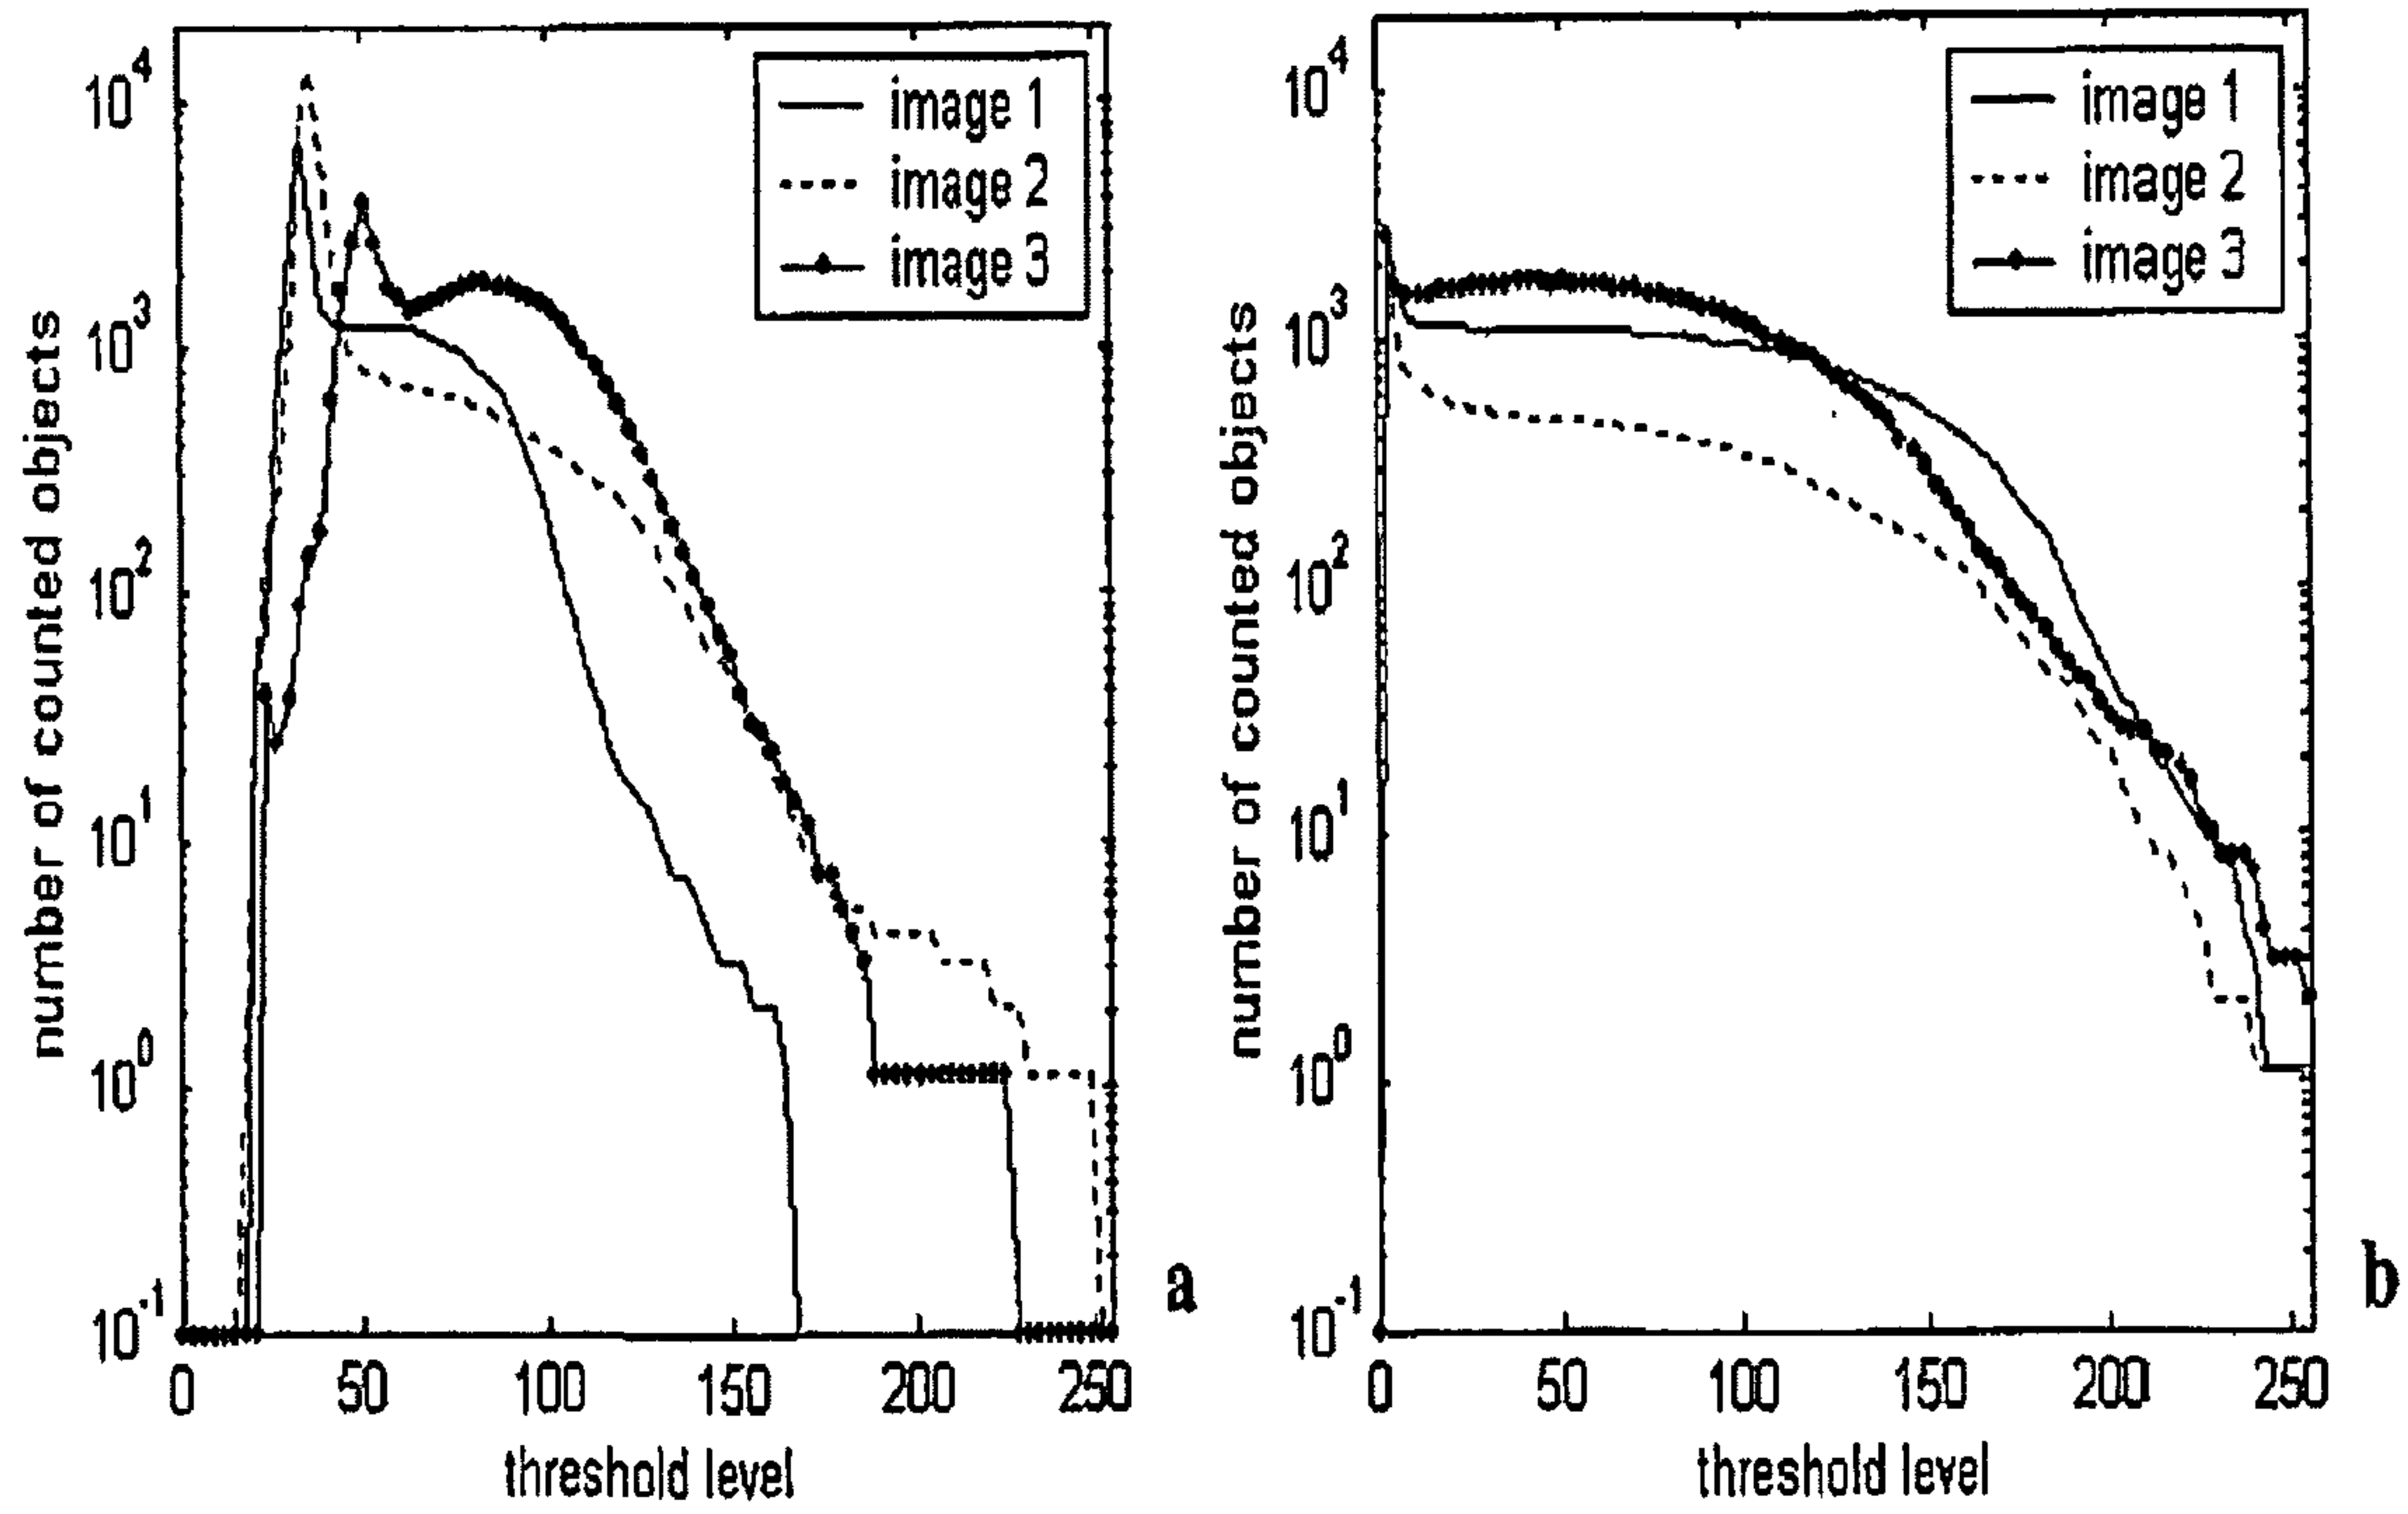 number of counted objects
10^4
10^3
10^2
10^1
10^0
10^-1
0 50 100 150 200 250
threshold level
image 1
image 2
image 3
a
number of counted objects
10^4
10^3
10^2
10^1
10^0
10^-1
0 50 100 150 200 250
threshold level
image 1
image 2
image 3
b